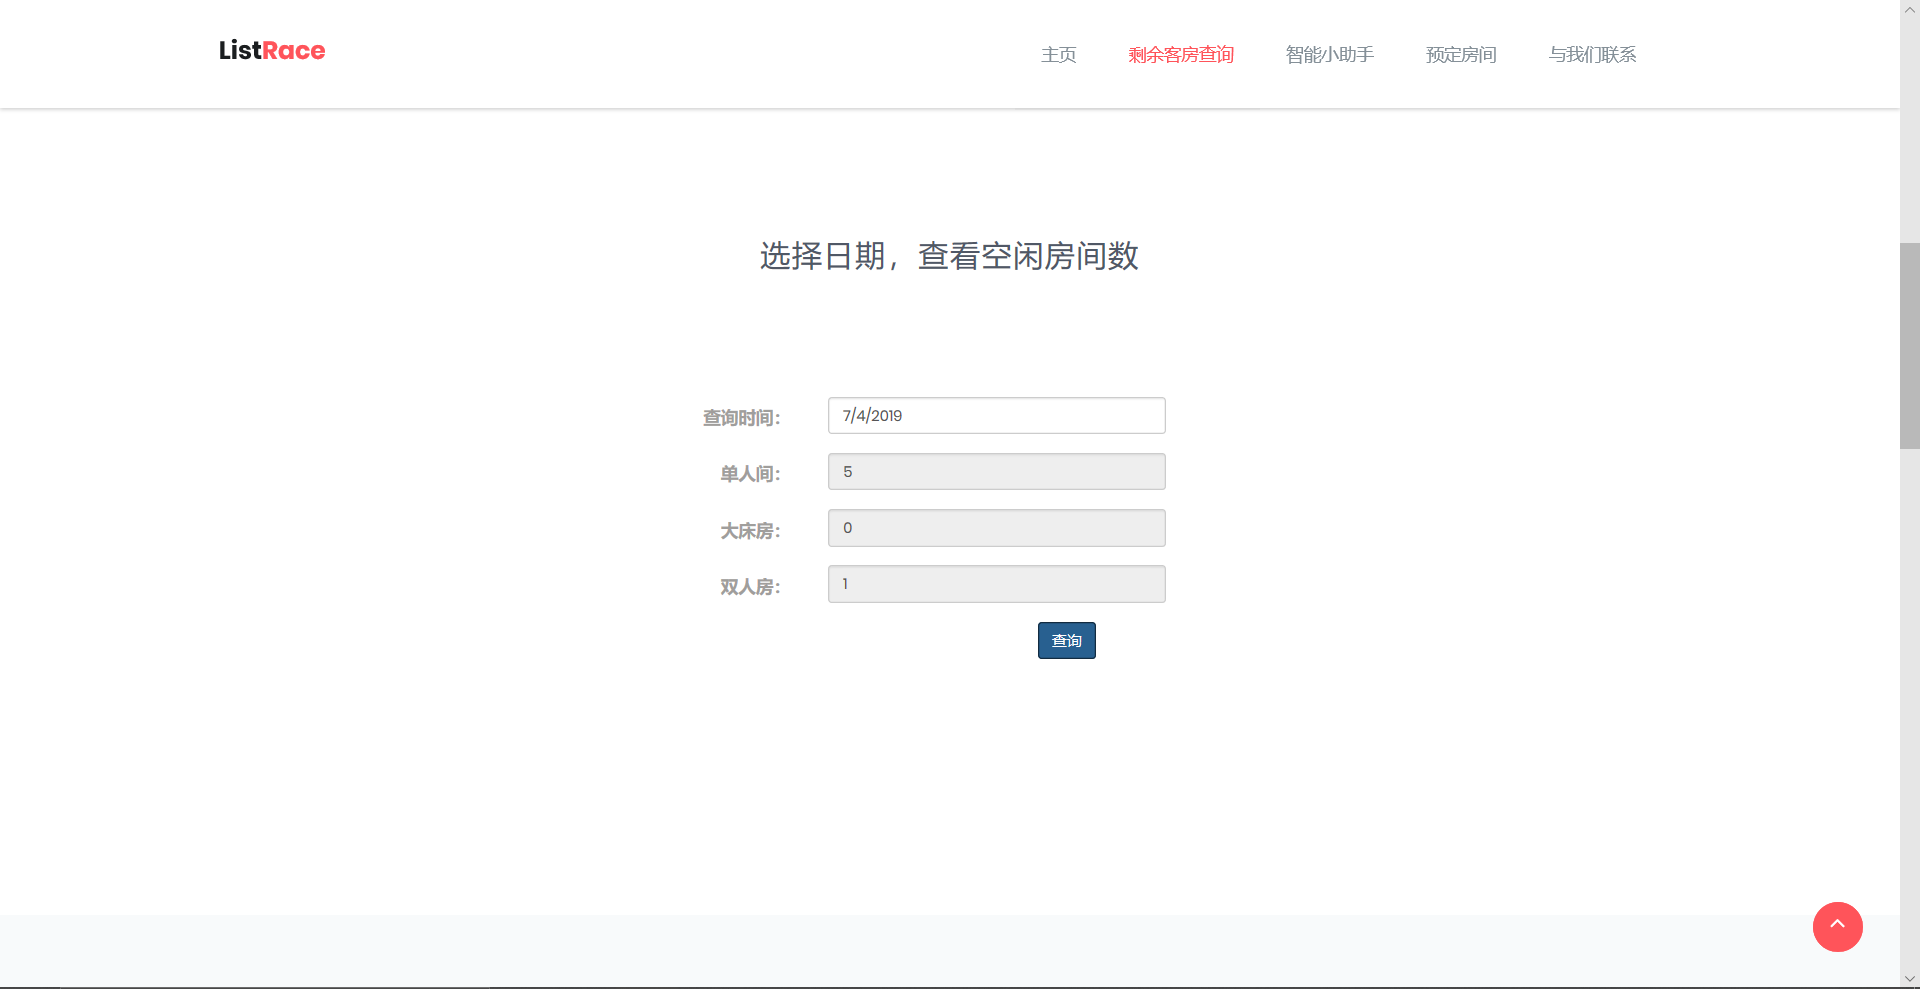 ListRace
主页 剩余客房查询 智能小助手 预定房间 与我们联系
选择日期，查看空闲房间数
查询时间： 7/4/2019
单人间： 5
大床房： 0
双人房： 1
查询